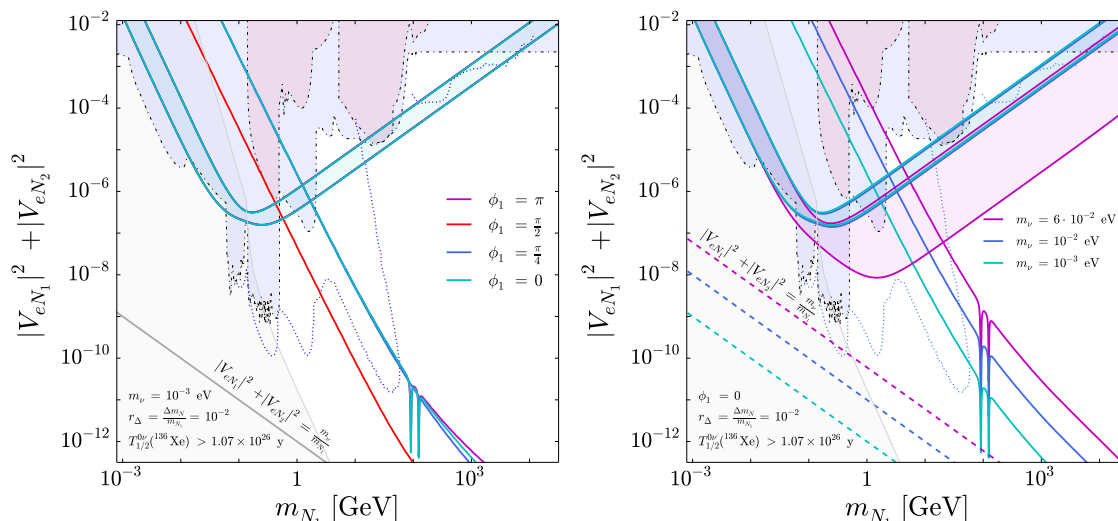 |V_{eN_1}|^2 + |V_{eN_2}|^2
10^{-2}
10^{-4}
10^{-6}
10^{-8}
10^{-10}
10^{-12}
ϕ_1 = π
ϕ_1 = \frac{π}{2}
ϕ_1 = \frac{π}{4}
ϕ_1 = 0
|V_{eN_1}|^2 + |V_{eN_2}|^2 = \frac{m_ν}{m_{N_1}}
m_ν = 10^{-3} eV
r_Δ = \frac{Δm_N}{m_{N_1}} = 10^{-2}
T^{0ν}_{1/2}(^{136}Xe) > 1.07 × 10^{26} y
10^{-3} 1 10^3
m_{N_1} [GeV]
|V_{eN_1}|^2 + |V_{eN_2}|^2
10^{-2}
10^{-4}
10^{-6}
10^{-8}
10^{-10}
10^{-12}
m_ν = 6 · 10^{-2} eV
m_ν = 10^{-2} eV
m_ν = 10^{-3} eV
|V_{eN_1}|^2 + |V_{eN_2}|^2 = \frac{m_ν}{m_{N_1}}
ϕ_1 = 0
r_Δ = \frac{Δm_N}{m_{N_1}} = 10^{-2}
T^{0ν}_{1/2}(^{136}Xe) > 1.07 × 10^{26} y
10^{-3} 1 10^3
m_{N_1} [GeV]